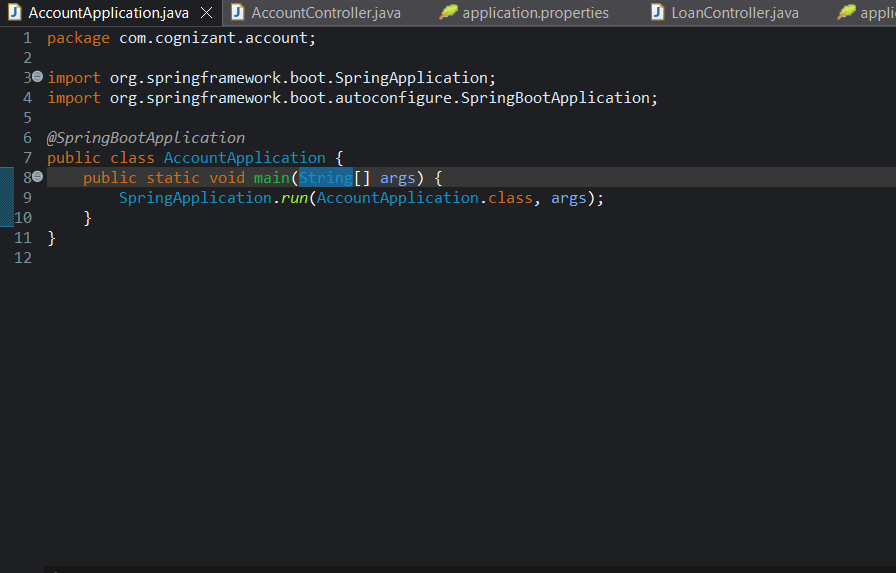 AccountApplication.java AccountController.java application.properties LoanController.java appli
1 package com.cognizant.account;
2
3 import org.springframework.boot.SpringApplication;
4 import org.springframework.boot.autoconfigure.SpringBootApplication;
5
6 @SpringBootApplication
7 public class AccountApplication {
8 public static void main(String[] args) {
9 SpringApplication.run(AccountApplication.class, args);
10 }
11 }
12